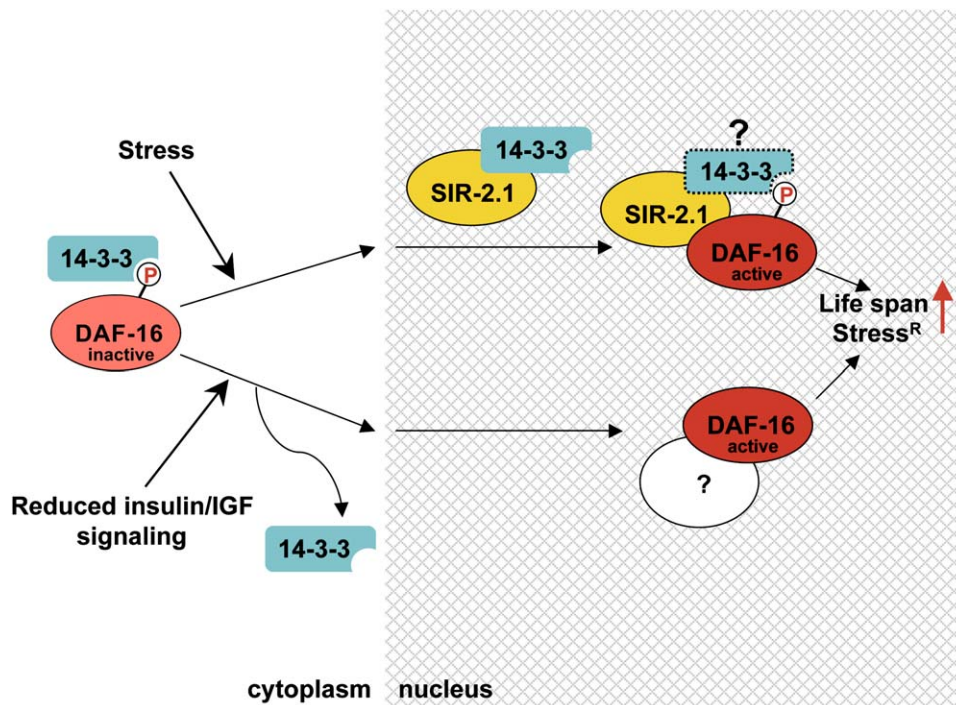 Stress
14-3-3
P
DAF-16
inactive
Reduced insulin/IGF
signaling
14-3-3
14-3-3
SIR-2.1
?
14-3-3
P
SIR-2.1
DAF-16
active
Life span
Stressᴿ
DAF-16
active
?
cytoplasm
nucleus